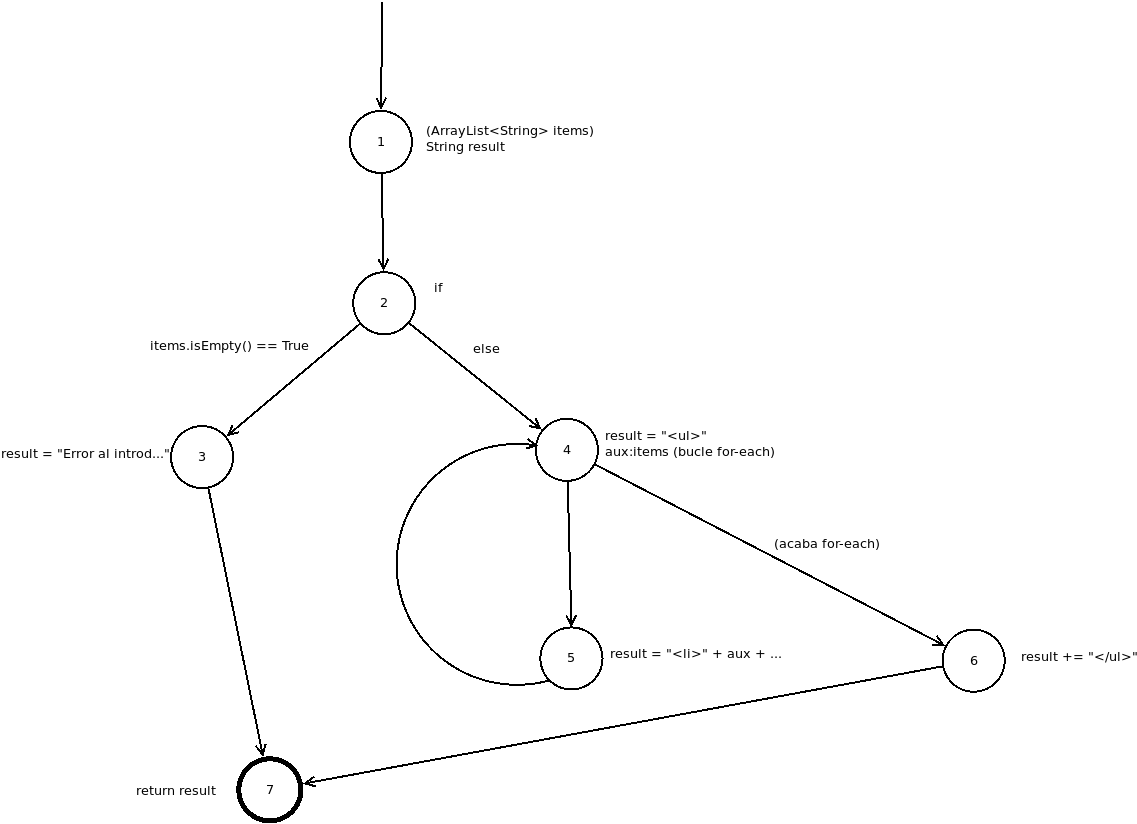 1
(ArrayList<String> items)
String result
2
if
items.isEmpty() == True
else
3
result = "Error al introd..."
4
result = "<ul>"
aux:items (bucle for-each)
(acaba for-each)
5
result = "<li>" + aux + ...
6
result += "</ul>"
7
return result